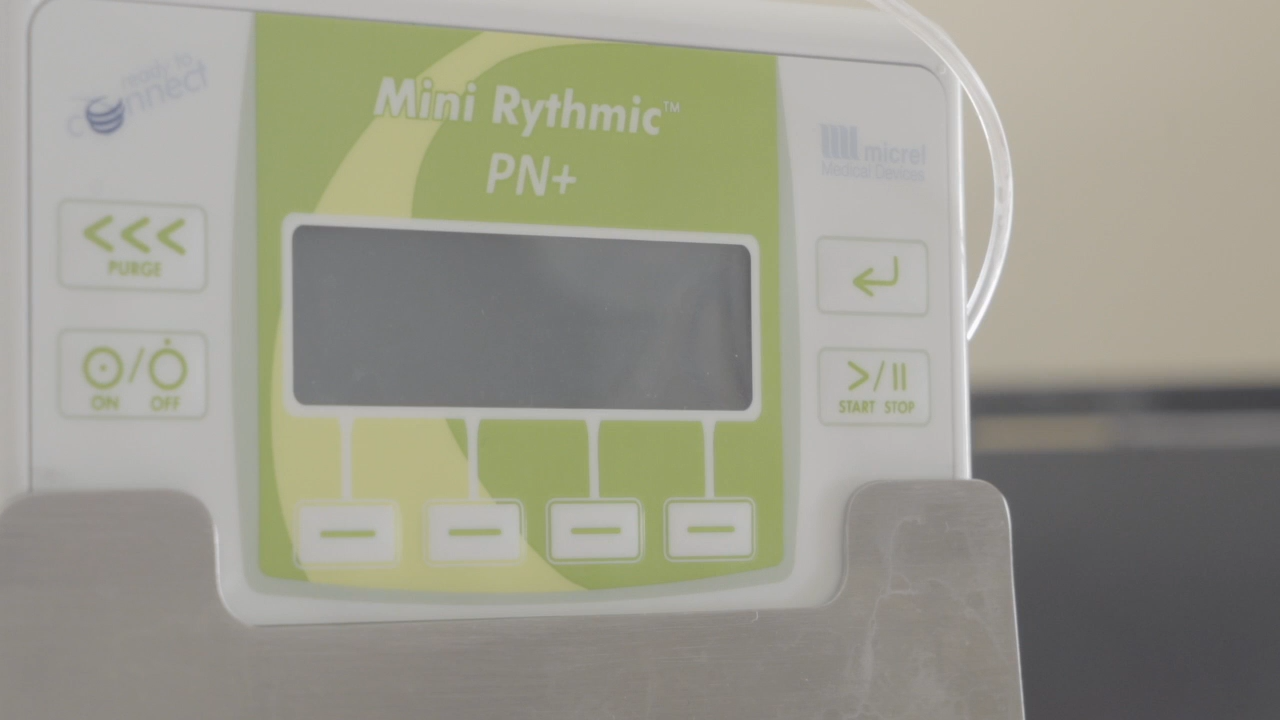 ready to
connect
Mini Rythmic™
PN+
micrel
Medical Devices
<<<
PURGE
ON OFF
>/II
START STOP